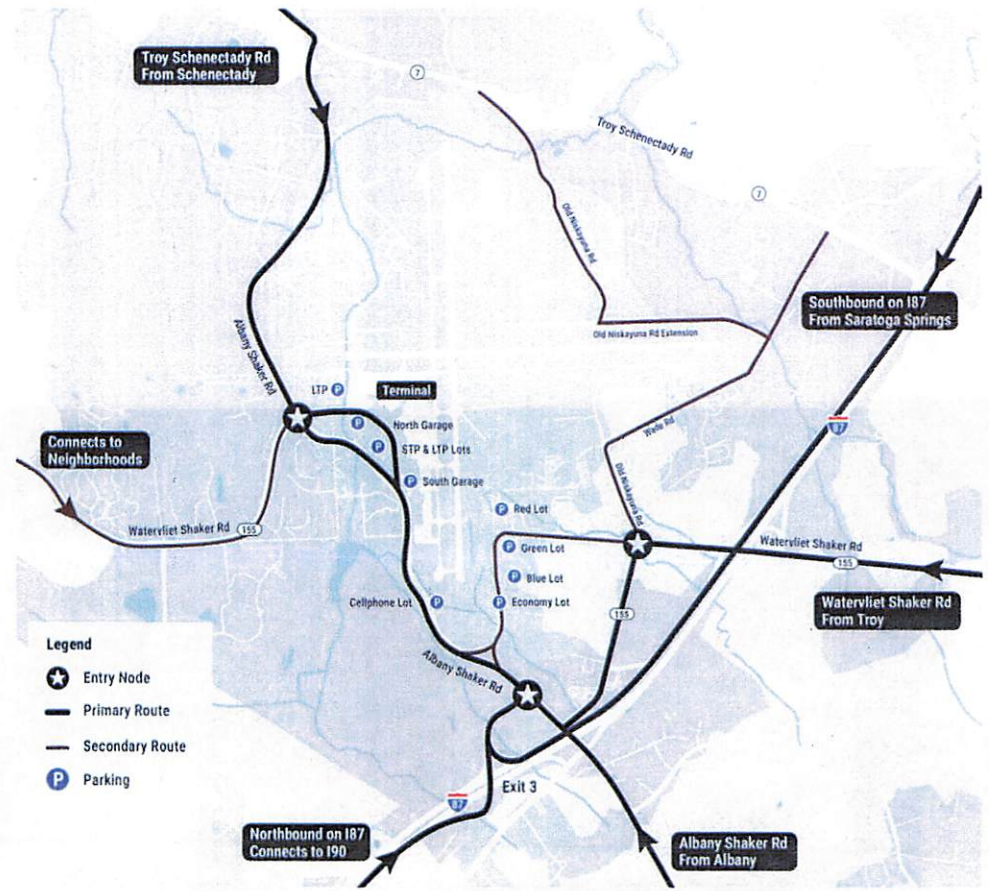 Troy Schenectady Rd
From Schenectady
7
Troy Schenectady Rd
7
Old Niskayuna Rd
Southbound on I87
From Saratoga Springs
Old Niskayuna Rd Extension
Albany Shaker Rd
LTP P
Terminal
87
P North Garage
Wade Rd
Connects to
Neighborhoods
P STP & LTP Lots
P South Garage
Old Niskayuna Rd
P Red Lot
Watervliet Shaker Rd 155
P Green Lot
Watervliet Shaker Rd
155
P Blue Lot
Cellphone Lot P
P Economy Lot
155
Watervliet Shaker Rd
From Troy
Legend
Entry Node
Primary Route
Secondary Route
P Parking
Albany Shaker Rd
Exit 3
87
Northbound on I87
Connects to I90
Albany Shaker Rd
From Albany